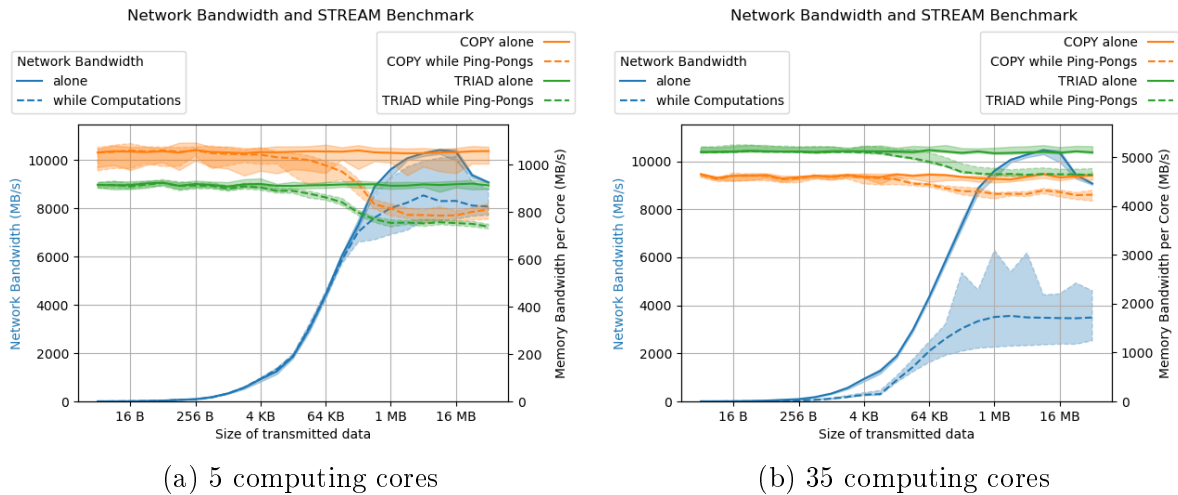 Network Bandwidth and STREAM Benchmark
Network Bandwidth
alone
while Computations
COPY alone
COPY while Ping-Pongs
TRIAD alone
TRIAD while Ping-Pongs
Network Bandwidth (MB/s)
10000
8000
6000
4000
2000
0
1000
800
600
400
200
0
Memory Bandwidth per Core (MB/s)
16 B 256 B 4 KB 64 KB 1 MB 16 MB
Size of transmitted data
(a) 5 computing cores
Network Bandwidth and STREAM Benchmark
Network Bandwidth
alone
while Computations
COPY alone
COPY while Ping-Pongs
TRIAD alone
TRIAD while Ping-Pongs
Network Bandwidth (MB/s)
10000
8000
6000
4000
2000
0
5000
4000
3000
2000
1000
0
Memory Bandwidth per Core (MB/s)
16 B 256 B 4 KB 64 KB 1 MB 16 MB
Size of transmitted data
(b) 35 computing cores